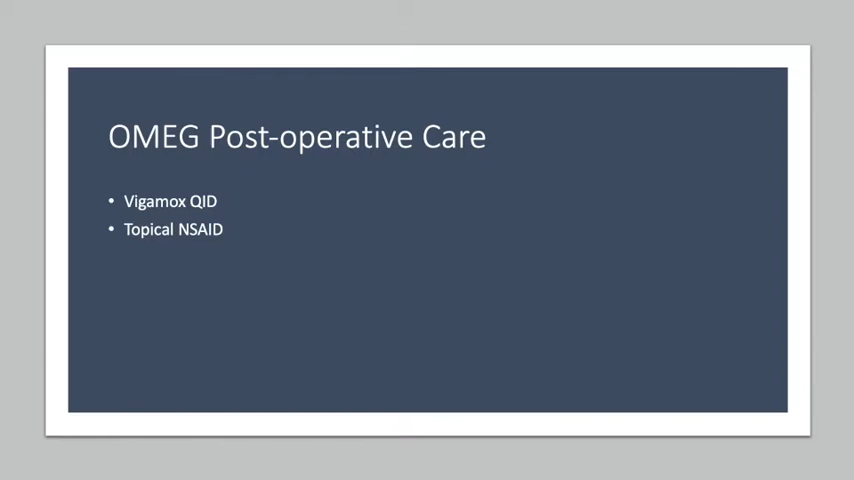 OMEG Post-operative Care
• Vigamox QID
• Topical NSAID